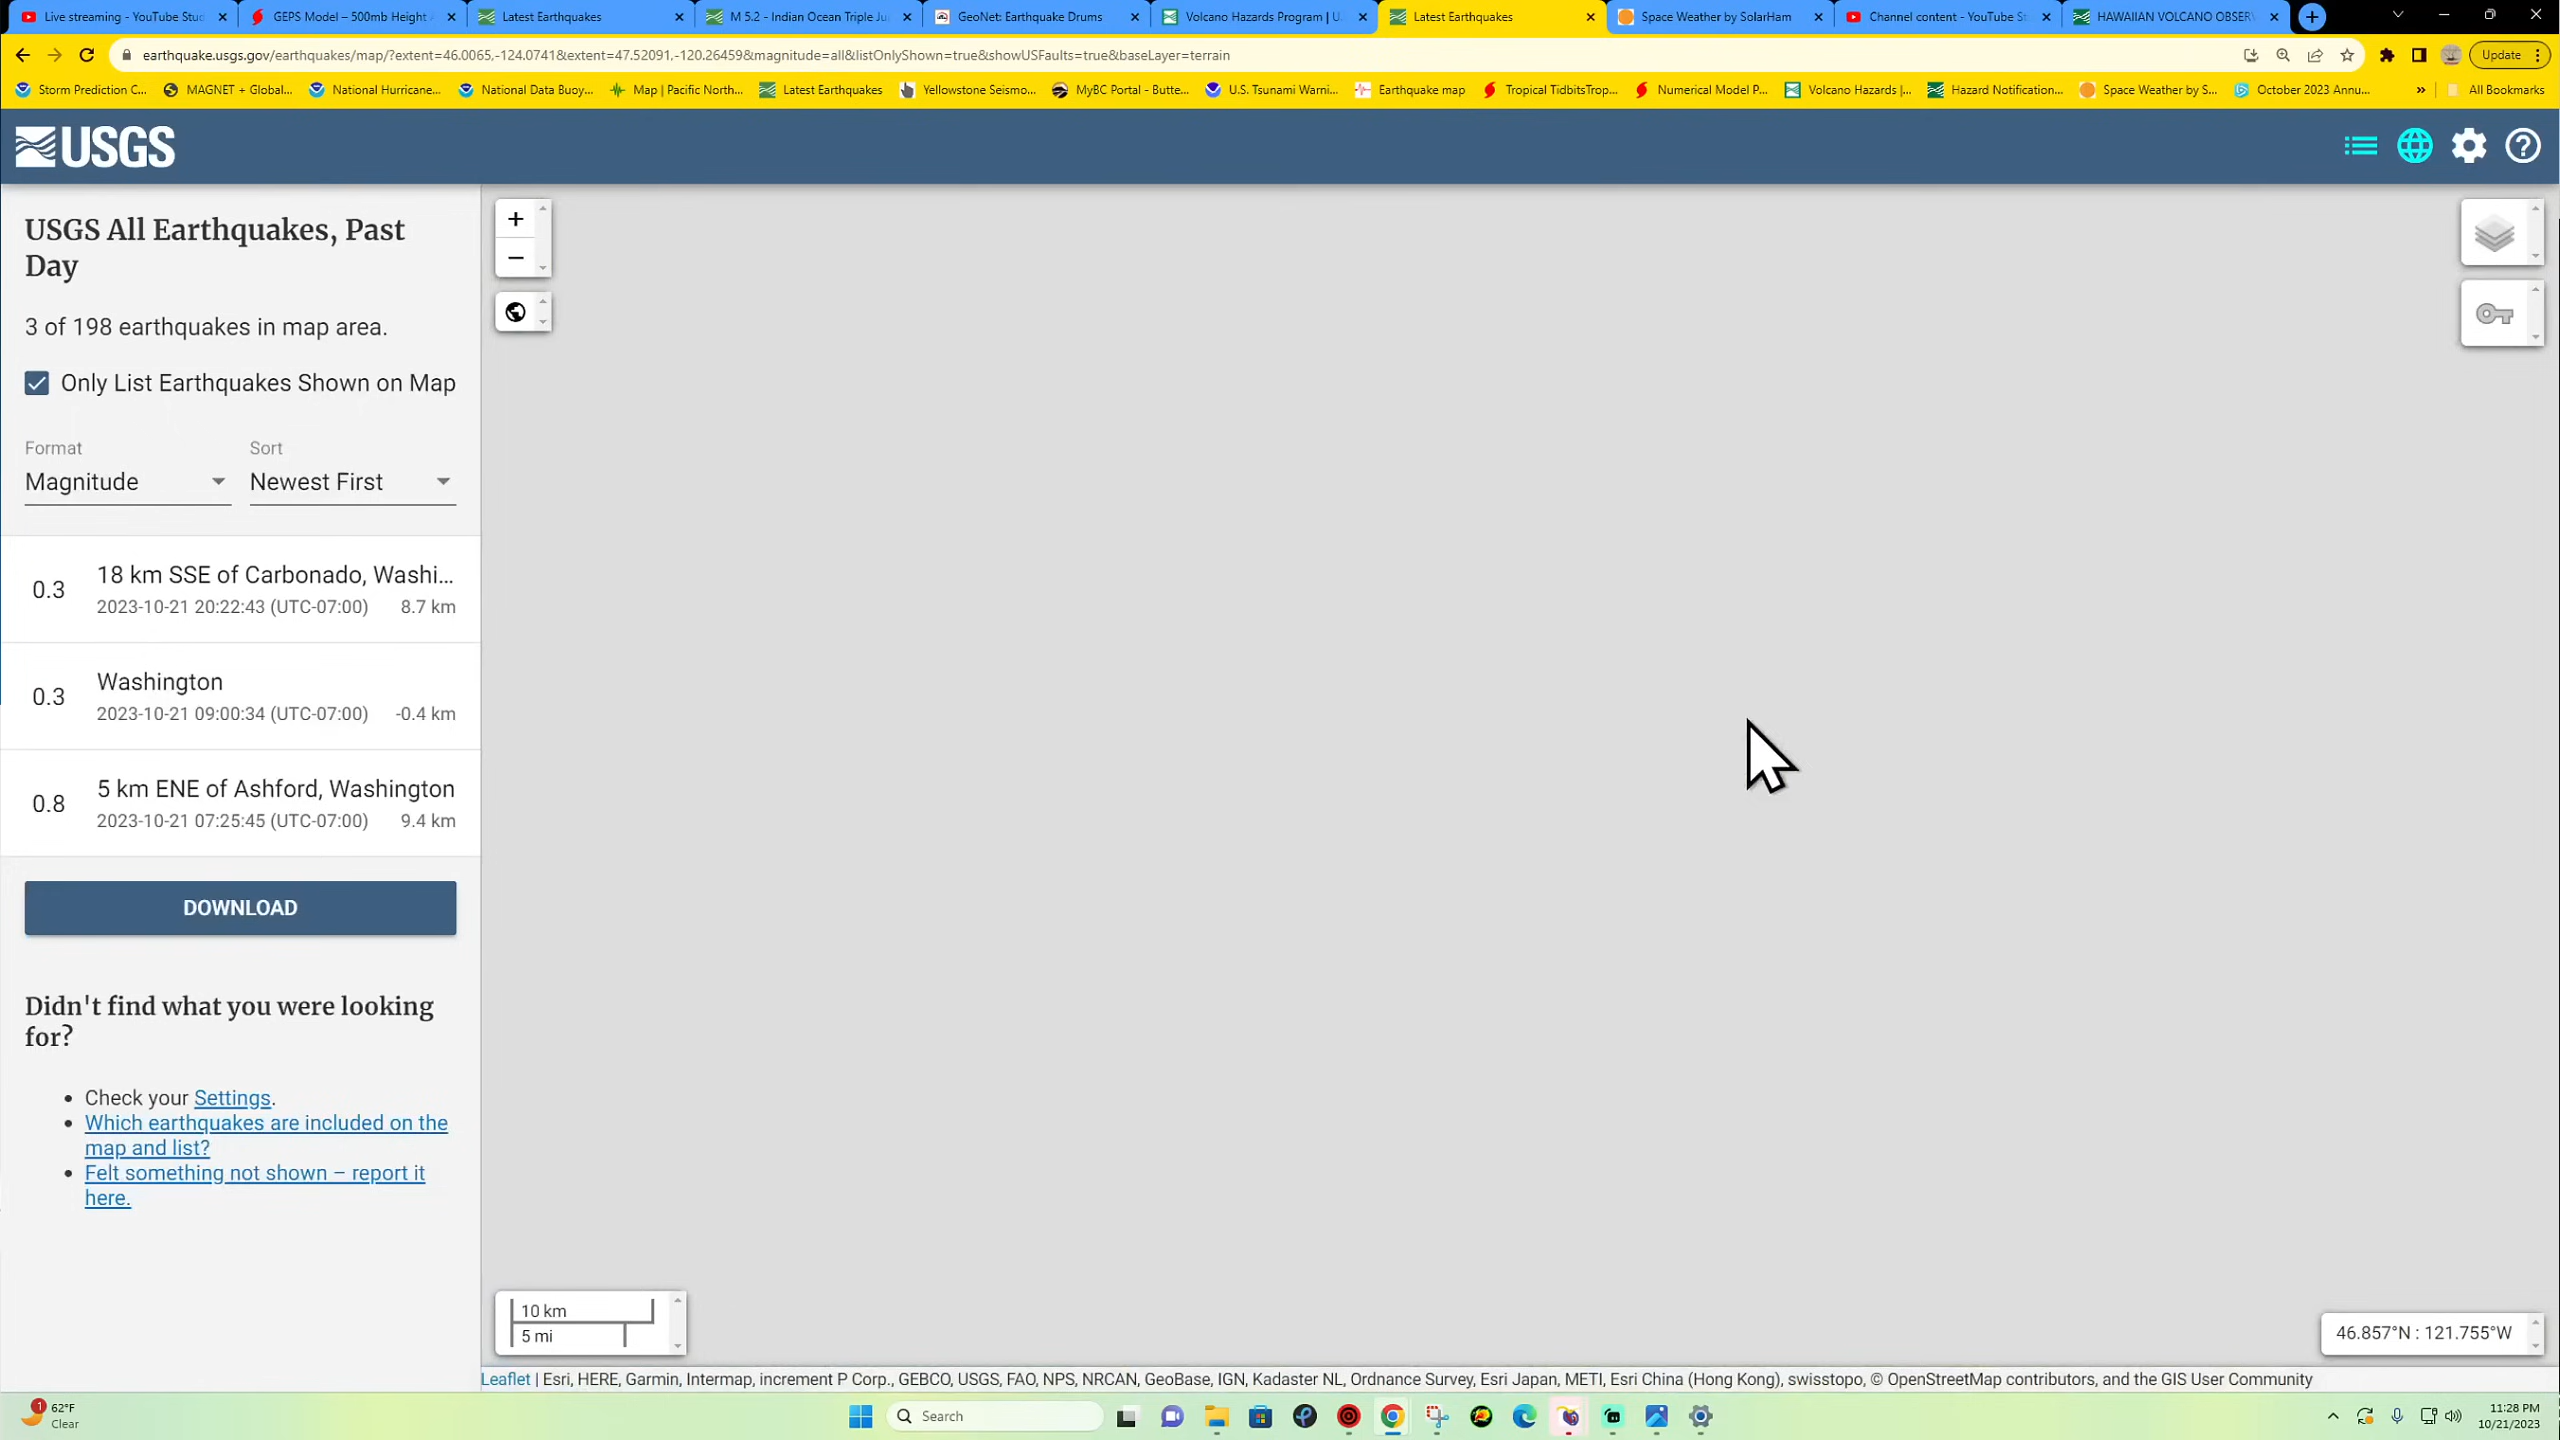 Live streaming - YouTube Stud
GEPS Model – 500mb Height A
Latest Earthquakes
M 5.2 - Indian Ocean Triple Ju
GeoNet: Earthquake Drums
Volcano Hazards Program | U.
Latest Earthquakes
Space Weather by SolarHam
Channel content - YouTube St
HAWAIIAN VOLCANO OBSER
earthquake.usgs.gov/earthquakes/map/?extent=46.0065,-124.0741&extent=47.52091,-120.26459&magnitude=all&listOnlyShown=true&showUSFaults=true&baseLayer=terrain
Update
Storm Prediction C...
MAGNET + Global...
National Hurricane...
National Data Buoy...
Map | Pacific North...
Latest Earthquakes
Yellowstone Seismo...
MyBC Portal - Butte...
U.S. Tsunami Warni...
Earthquake map
Tropical TidbitsTrop...
Numerical Model P...
Volcano Hazards |...
Hazard Notification...
Space Weather by S...
October 2023 Annu...
»
All Bookmarks
USGS
USGS All Earthquakes, Past
Day
3 of 198 earthquakes in map area.
Only List Earthquakes Shown on Map
Format
Sort
Magnitude
Newest First
0.3
18 km SSE of Carbonado, Washi...
2023-10-21 20:22:43 (UTC-07:00) 8.7 km
0.3
Washington
2023-10-21 09:00:34 (UTC-07:00) -0.4 km
0.8
5 km ENE of Ashford, Washington
2023-10-21 07:25:45 (UTC-07:00) 9.4 km
DOWNLOAD
Didn't find what you were looking
for?
• Check your Settings.
• Which earthquakes are included on the
map and list?
• Felt something not shown – report it
here.
+
−
10 km
5 mi
46.857°N : 121.755°W
Leaflet | Esri, HERE, Garmin, Intermap, increment P Corp., GEBCO, USGS, FAO, NPS, NRCAN, GeoBase, IGN, Kadaster NL, Ordnance Survey, Esri Japan, METI, Esri China (Hong Kong), swisstopo, © OpenStreetMap contributors, and the GIS User Community
1
62°F
Clear
Search
11:28 PM
10/21/2023